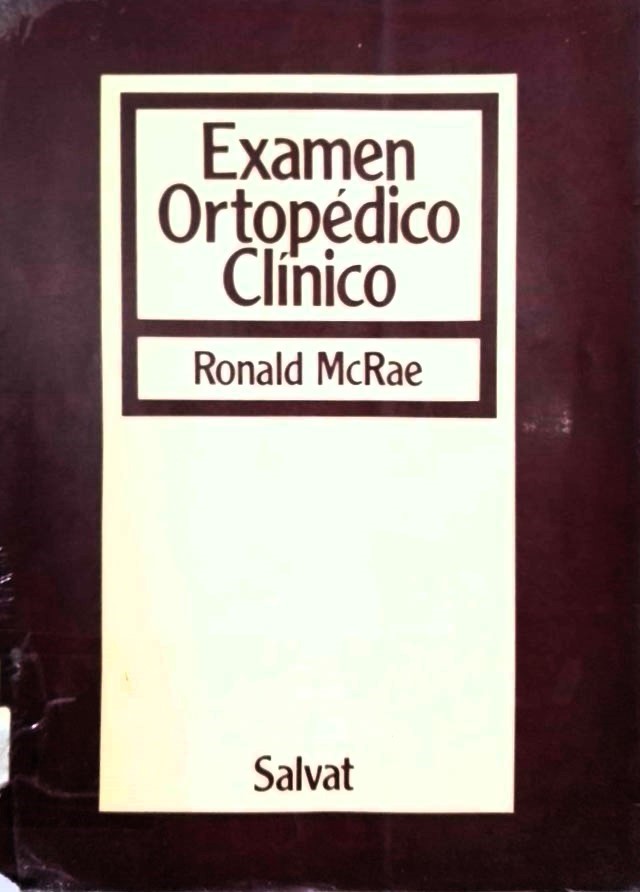 Examen
Ortopédico
Clínico
Ronald McRae
Salvat